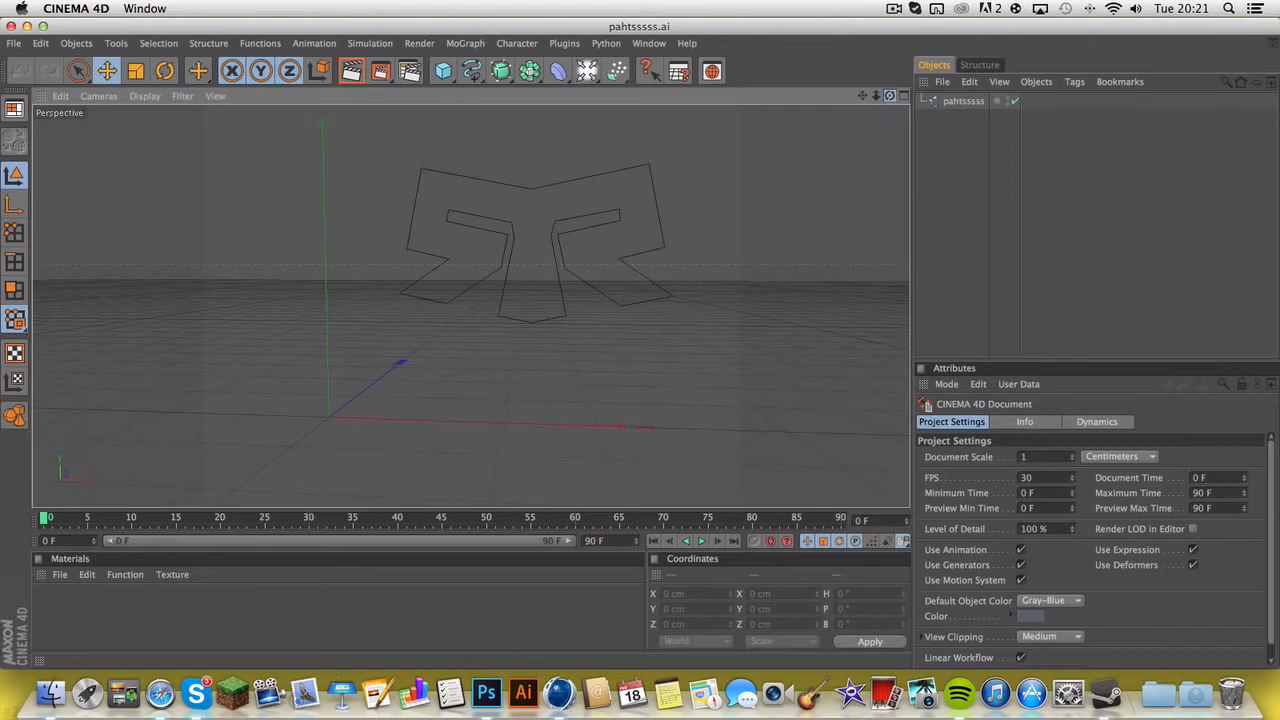 CINEMA 4D Window
2 Tue 20:21
pahtsssss.ai
File Edit Objects Tools Selection Structure Functions Animation Simulation Render MoGraph Character Plugins Python Window Help
X Y Z
Objects Structure
Edit Cameras Display Filter View
File Edit View Objects Tags Bookmarks
Perspective
pahtsssss
Attributes
Mode Edit User Data
CINEMA 4D Document
Project Settings Info Dynamics
Project Settings
Document Scale 1 Centimeters
FPS 30 Document Time 0 F
Minimum Time 0 F Maximum Time 90 F
Preview Min Time 0 F Preview Max Time 90 F
Level of Detail 100 % Render LOD in Editor
Use Animation Use Expression
Use Generators Use Deformers
Use Motion System
Default Object Color Gray-Blue
Color
View Clipping Medium
Linear Workflow
Y
0 5 10 15 20 25 30 35 40 45 50 55 60 65 70 75 80 85 90 0 F
0 F 0 F 90 F 90 F
P
Materials
File Edit Function Texture
Coordinates
-- -- --
X 0 cm X 0 cm H 0 °
Y 0 cm Y 0 cm P 0 °
Z 0 cm Z 0 cm B 0 °
World Scale Apply
MAXON
CINEMA 4D
3
Ps
Ai
18